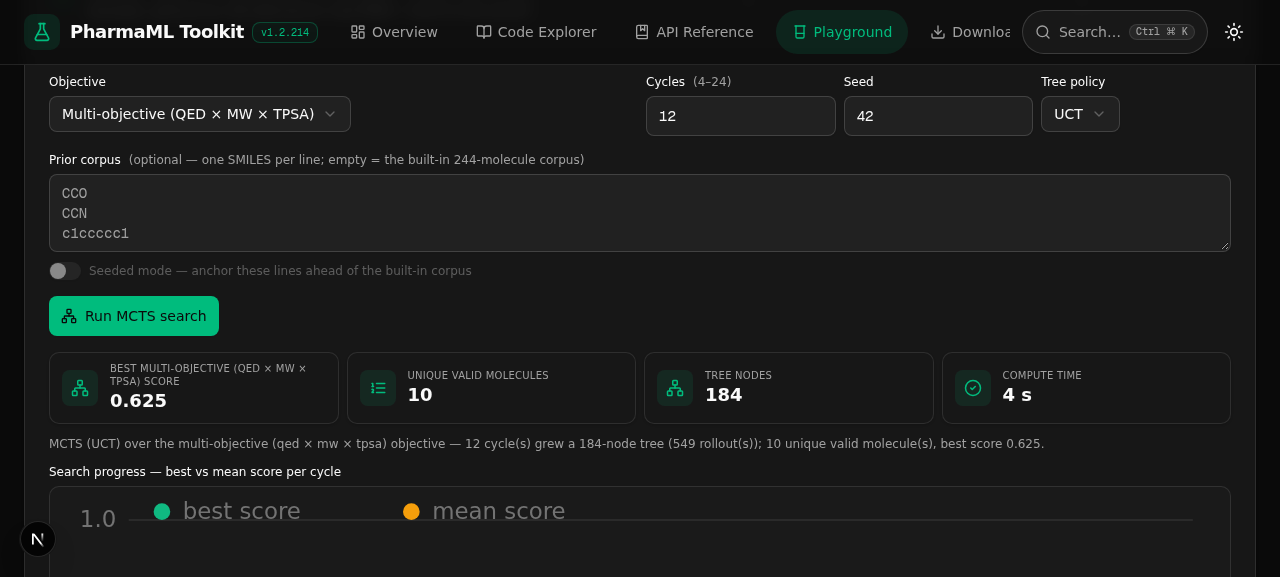 PharmaML Toolkit v1.2.214 Overview Code Explorer API Reference Playground Downloa Search... Ctrl ⌘ K
Objective Cycles (4–24) Seed Tree policy
Multi-objective (QED × MW × TPSA) 12 42 UCT
Prior corpus (optional — one SMILES per line; empty = the built-in 244-molecule corpus)
CCO
CCN
c1ccccc1
Seeded mode — anchor these lines ahead of the built-in corpus
Run MCTS search
BEST MULTI-OBJECTIVE (QED × MW × TPSA) SCORE
0.625
UNIQUE VALID MOLECULES
10
TREE NODES
184
COMPUTE TIME
4 s
MCTS (UCT) over the multi-objective (qed × mw × tpsa) objective — 12 cycle(s) grew a 184-node tree (549 rollout(s)); 10 unique valid molecule(s), best score 0.625.
Search progress — best vs mean score per cycle
best score mean score
1.0
N